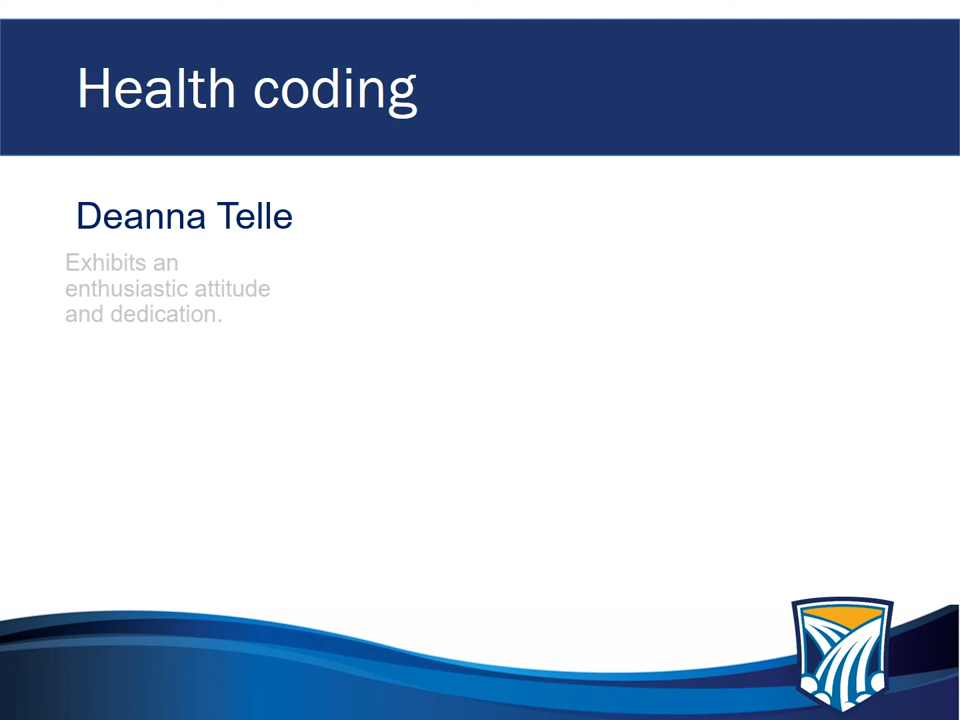 Health coding
Deanna Telle
Exhibits an
enthusiastic attitude
and dedication.